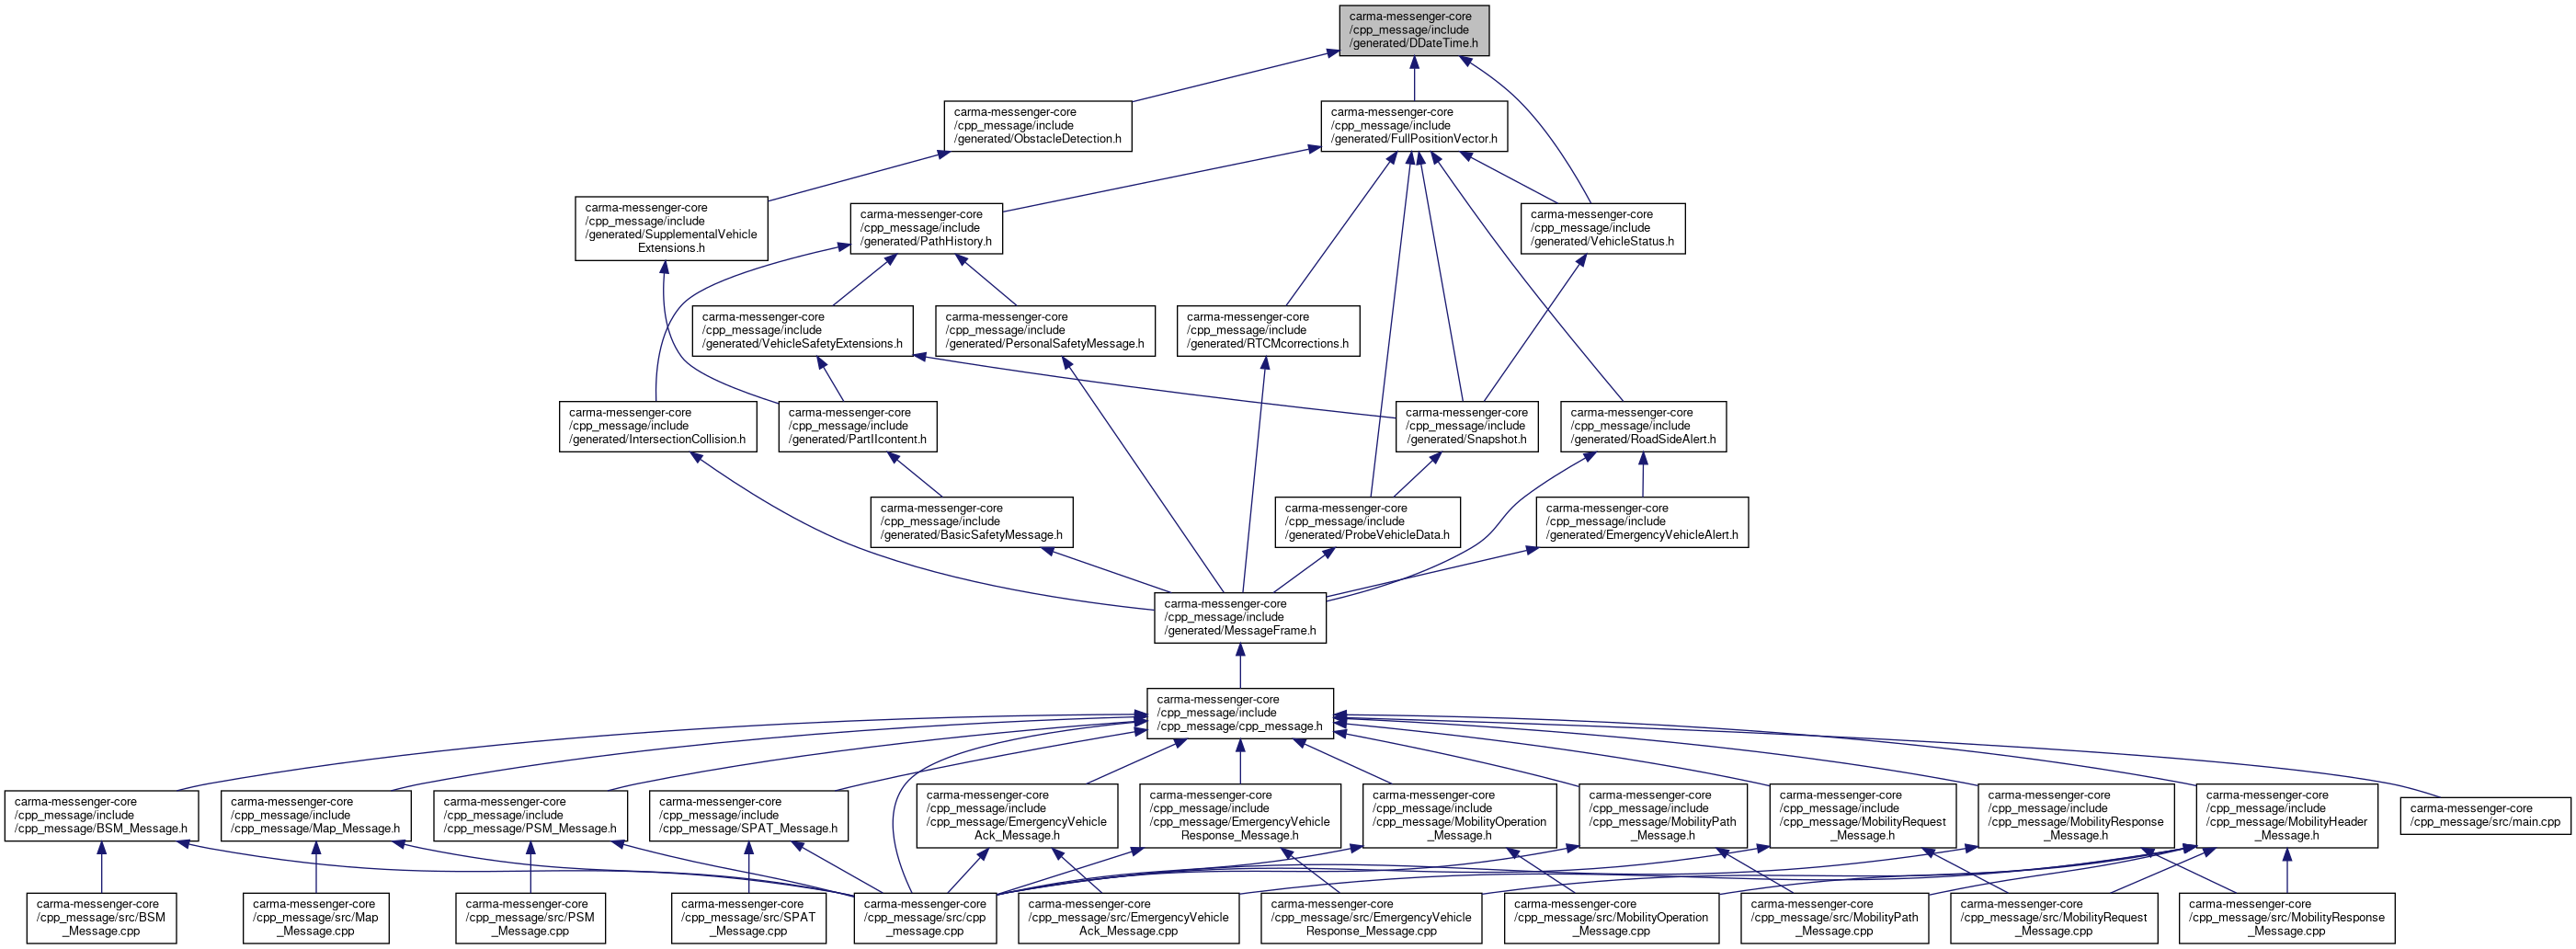 carma-messenger-core
/cpp_message/include
/generated/DDateTime.h
carma-messenger-core
/cpp_message/include
/generated/ObstacleDetection.h
carma-messenger-core
/cpp_message/include
/generated/FullPositionVector.h
carma-messenger-core
/cpp_message/include
/generated/SupplementalVehicle
Extensions.h
carma-messenger-core
/cpp_message/include
/generated/PathHistory.h
carma-messenger-core
/cpp_message/include
/generated/VehicleStatus.h
carma-messenger-core
/cpp_message/include
/generated/VehicleSafetyExtensions.h
carma-messenger-core
/cpp_message/include
/generated/PersonalSafetyMessage.h
carma-messenger-core
/cpp_message/include
/generated/RTCMcorrections.h
carma-messenger-core
/cpp_message/include
/generated/IntersectionCollision.h
carma-messenger-core
/cpp_message/include
/generated/PartIIcontent.h
carma-messenger-core
/cpp_message/include
/generated/Snapshot.h
carma-messenger-core
/cpp_message/include
/generated/RoadSideAlert.h
carma-messenger-core
/cpp_message/include
/generated/BasicSafetyMessage.h
carma-messenger-core
/cpp_message/include
/generated/ProbeVehicleData.h
carma-messenger-core
/cpp_message/include
/generated/EmergencyVehicleAlert.h
carma-messenger-core
/cpp_message/include
/generated/MessageFrame.h
carma-messenger-core
/cpp_message/include
/cpp_message/cpp_message.h
carma-messenger-core
/cpp_message/include
/cpp_message/BSM_Message.h
carma-messenger-core
/cpp_message/include
/cpp_message/Map_Message.h
carma-messenger-core
/cpp_message/include
/cpp_message/PSM_Message.h
carma-messenger-core
/cpp_message/include
/cpp_message/SPAT_Message.h
carma-messenger-core
/cpp_message/include
/cpp_message/EmergencyVehicle
Ack_Message.h
carma-messenger-core
/cpp_message/include
/cpp_message/EmergencyVehicle
Response_Message.h
carma-messenger-core
/cpp_message/include
/cpp_message/MobilityOperation
_Message.h
carma-messenger-core
/cpp_message/include
/cpp_message/MobilityPath
_Message.h
carma-messenger-core
/cpp_message/include
/cpp_message/MobilityRequest
_Message.h
carma-messenger-core
/cpp_message/include
/cpp_message/MobilityResponse
_Message.h
carma-messenger-core
/cpp_message/include
/cpp_message/MobilityHeader
_Message.h
carma-messenger-core
/cpp_message/src/main.cpp
carma-messenger-core
/cpp_message/src/BSM
_Message.cpp
carma-messenger-core
/cpp_message/src/Map
_Message.cpp
carma-messenger-core
/cpp_message/src/PSM
_Message.cpp
carma-messenger-core
/cpp_message/src/SPAT
_Message.cpp
carma-messenger-core
/cpp_message/src/cpp
_message.cpp
carma-messenger-core
/cpp_message/src/EmergencyVehicle
Ack_Message.cpp
carma-messenger-core
/cpp_message/src/EmergencyVehicle
Response_Message.cpp
carma-messenger-core
/cpp_message/src/MobilityOperation
_Message.cpp
carma-messenger-core
/cpp_message/src/MobilityPath
_Message.cpp
carma-messenger-core
/cpp_message/src/MobilityRequest
_Message.cpp
carma-messenger-core
/cpp_message/src/MobilityResponse
_Message.cpp